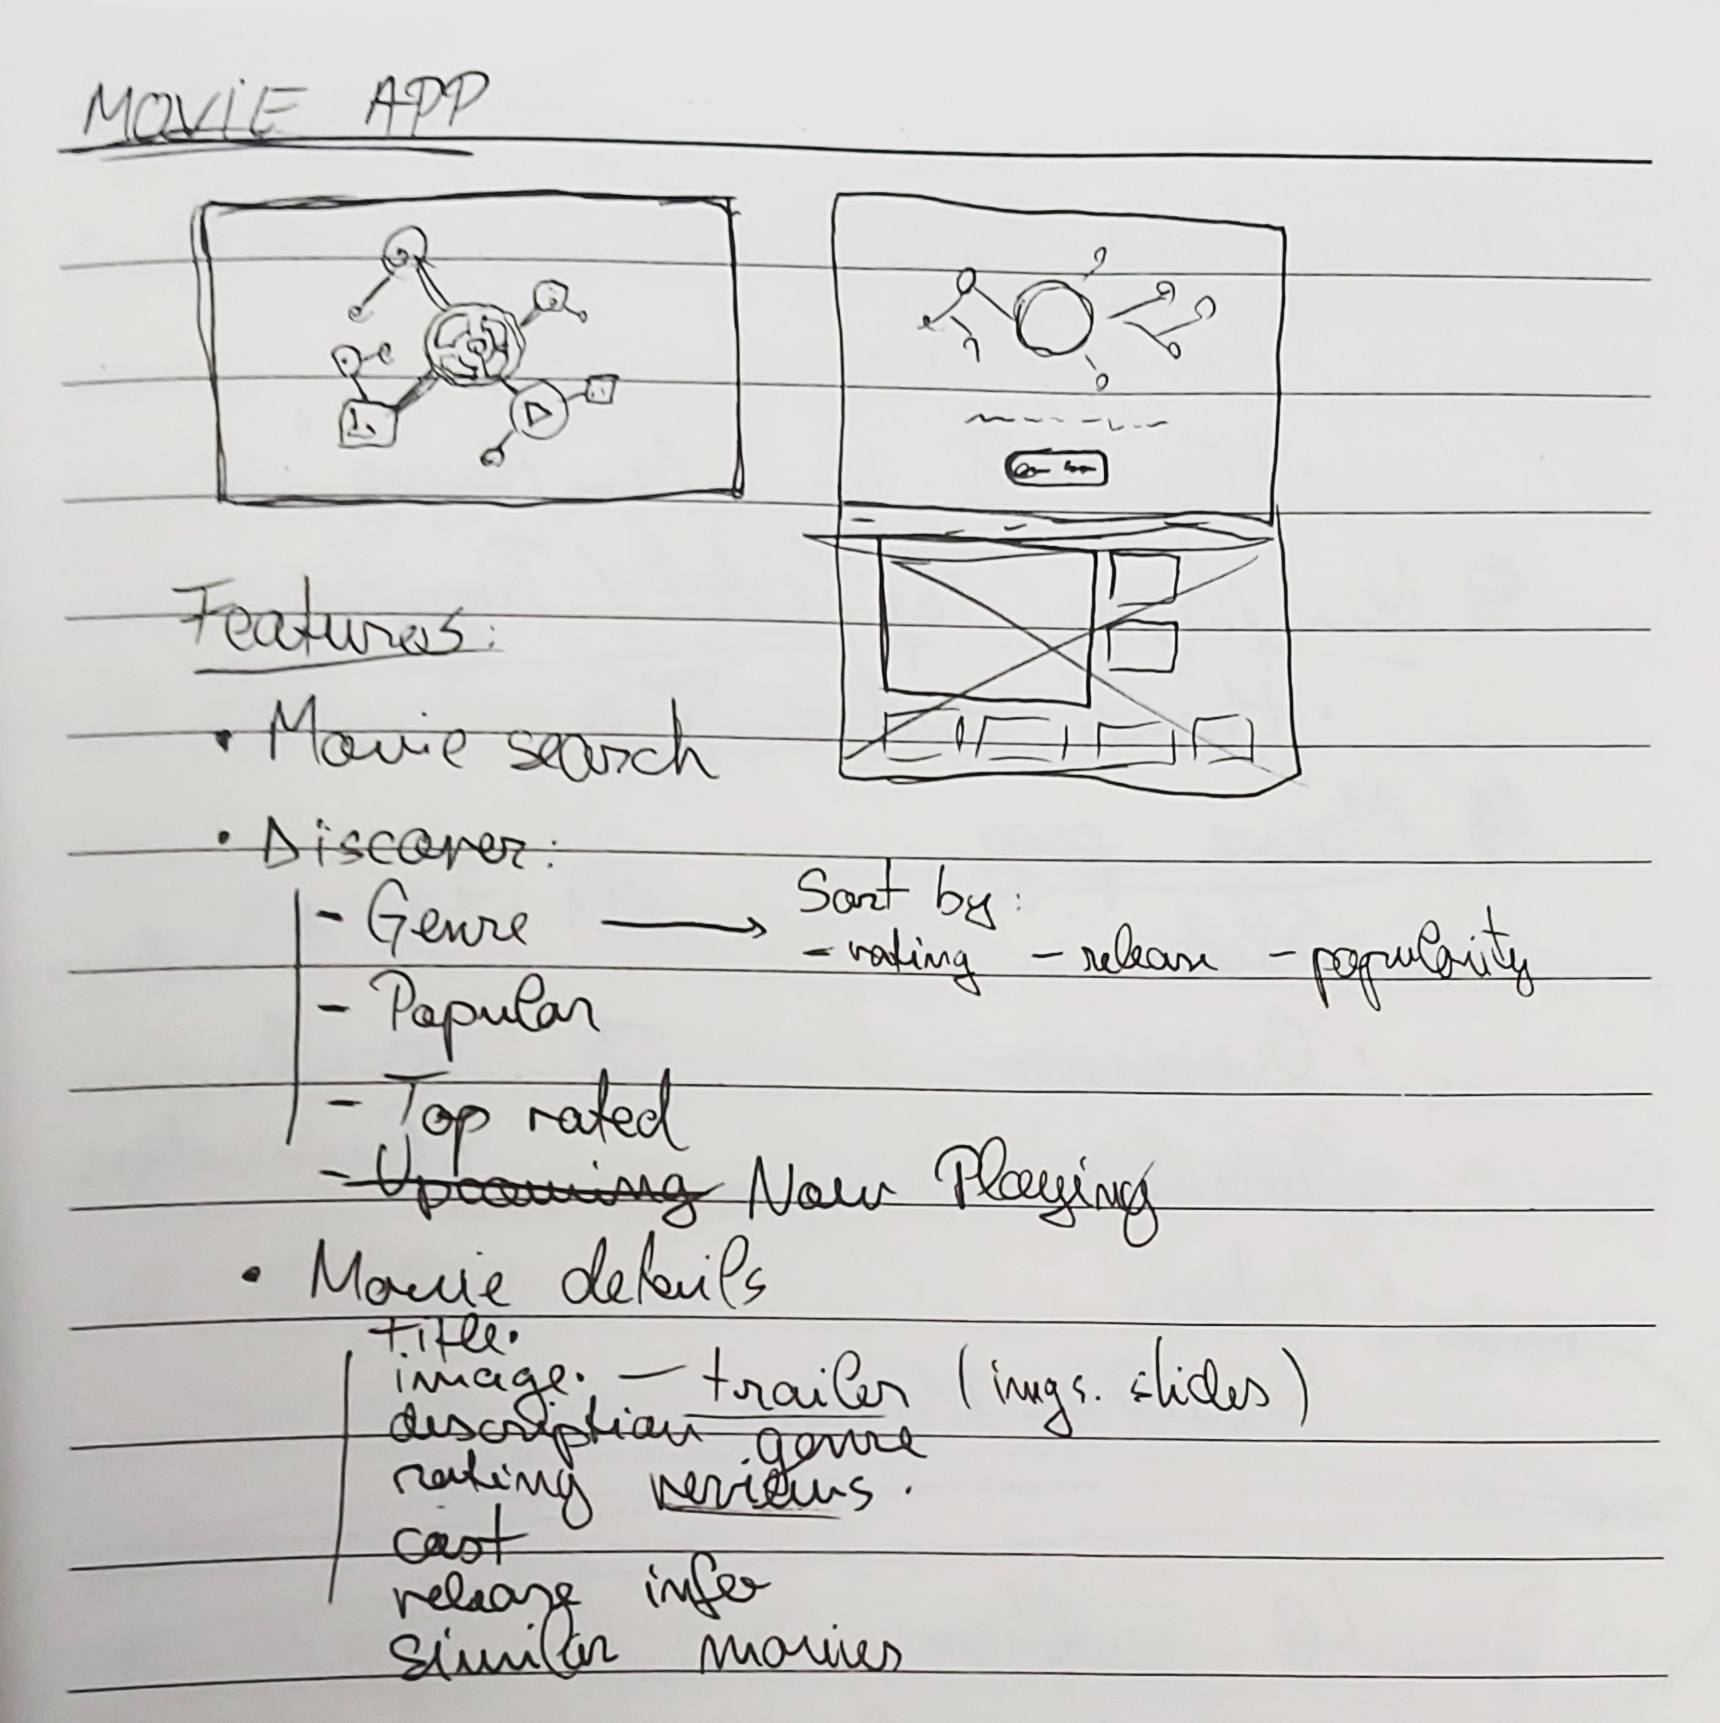 MOVIE APP
Features:
• Movie search
• Discover:
- Genre → Sort by:
- rating - release - popularity
- Popular
- Top rated
- Upcoming Now Playing
• Movie details
title.
image. - trailer (imgs. slides)
description genre
rating reviews.
cast
release info
similar movies